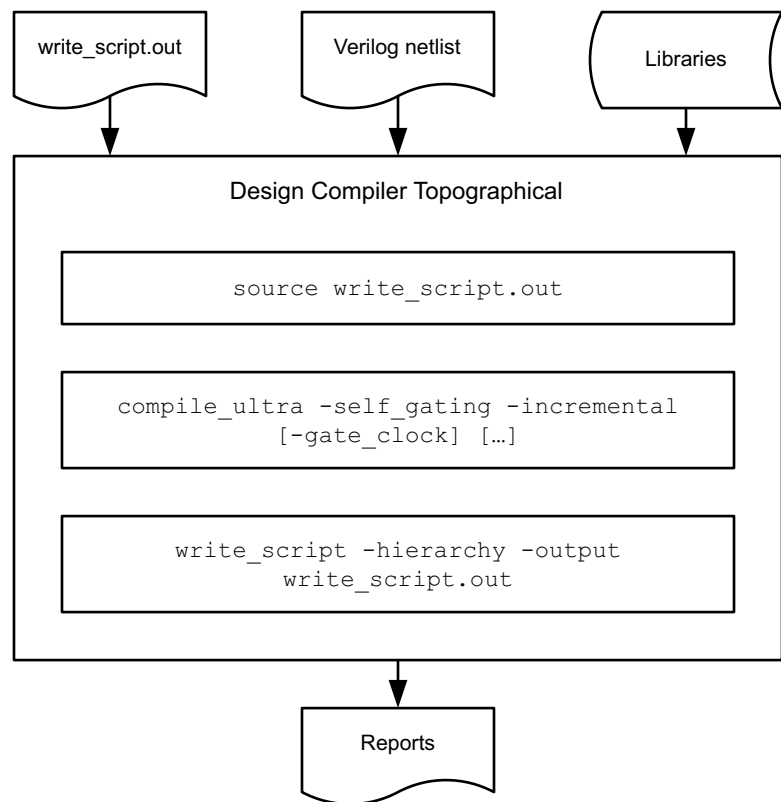 write_script.out
Verilog netlist
Libraries
Design Compiler Topographical
source write_script.out
compile_ultra -self_gating -incremental
[-gate_clock] […]
write_script -hierarchy -output
write_script.out
Reports